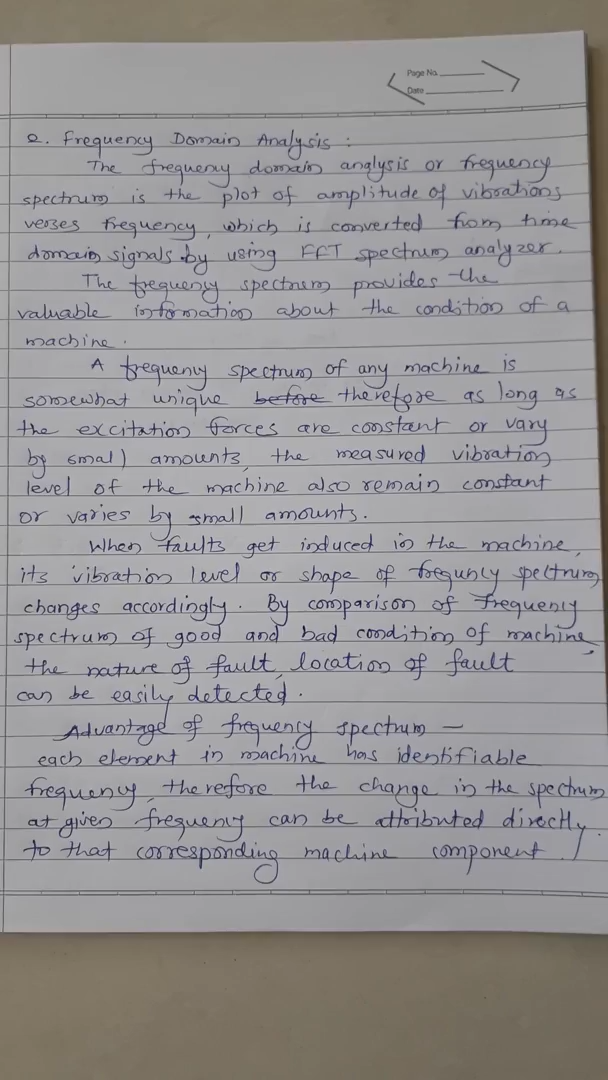 Page No.
Date
2. Frequency Domain Analysis :
The frequency domain analysis or frequency
spectrum is the plot of amplitude of vibrations
verses frequency, which is converted from time
domain signals by using FFT spectrum analyzer.
The frequency spectrum provides the
valuable information about the condition of a
machine.
A frequency spectrum of any machine is
somewhat unique before therefore as long as
the excitation forces are constant or vary
by small amounts, the measured vibration
level of the machine also remain constant
or varies by small amounts.
When faults get induced in the machine,
its vibration level or shape of frequncy spectrum
changes accordingly. By comparison of frequency
spectrum of good and bad condition of machine,
the nature of fault, location of fault
can be easily detected.
Advantage of frequency spectrum -
each element in machine has identifiable
frequency, therefore the change in the spectrum
at given frequency can be attributed directly
to that corresponding machine component.